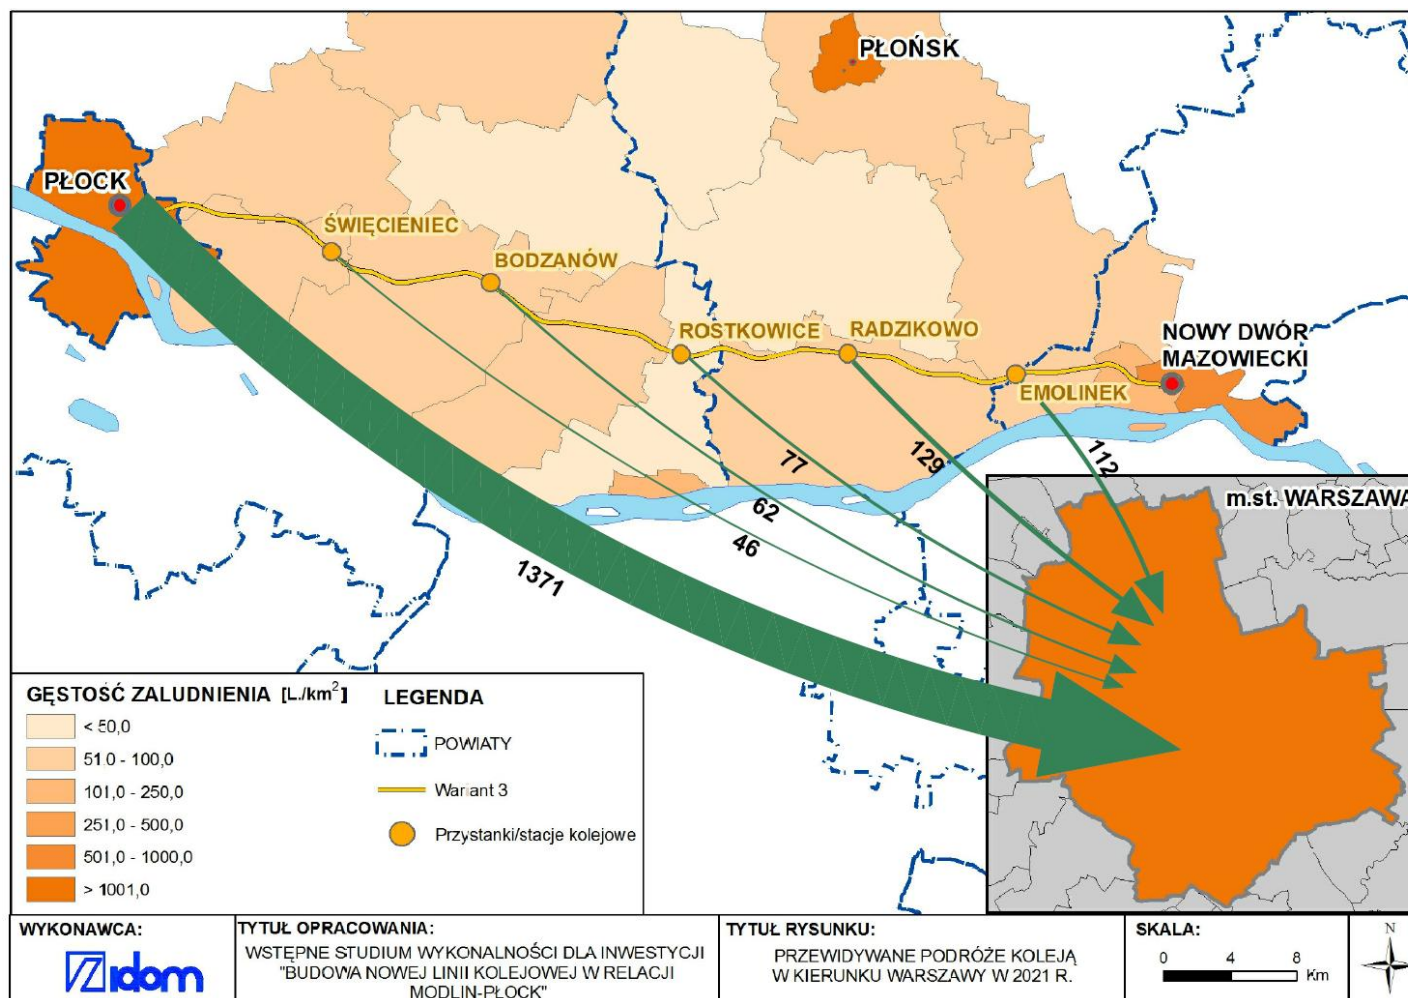 PŁOŃSK
PŁOCK
ŚWIĘCIENIEC
BODZANÓW
ROSTKOWICE
RADZIKOWO
NOWY DWÓR
MAZOWIECKI
EMOLINEK
77
129
112
62
46
1371
m.st. WARSZAWA
GĘSTOŚĆ ZALUDNIENIA [L./km²]
< 50,0
51,0 - 100,0
101,0 - 250,0
251,0 - 500,0
501,0 - 1000,0
> 1001,0
LEGENDA
POWIATY
Wariant 3
Przystanki/stacje kolejowe
WYKONAWCA:
idom
TYTUŁ OPRACOWANIA:
WSTĘPNE STUDIUM WYKONALNOŚCI DLA INWESTYCJI
"BUDOWA NOWEJ LINII KOLEJOWEJ W RELACJI
MODLIN-PŁOCK"
TYTUŁ RYSUNKU:
PRZEWIDYWANE PODRÓŻE KOLEJĄ
W KIERUNKU WARSZAWY W 2021 R.
SKALA:
0 4 8
Km
N